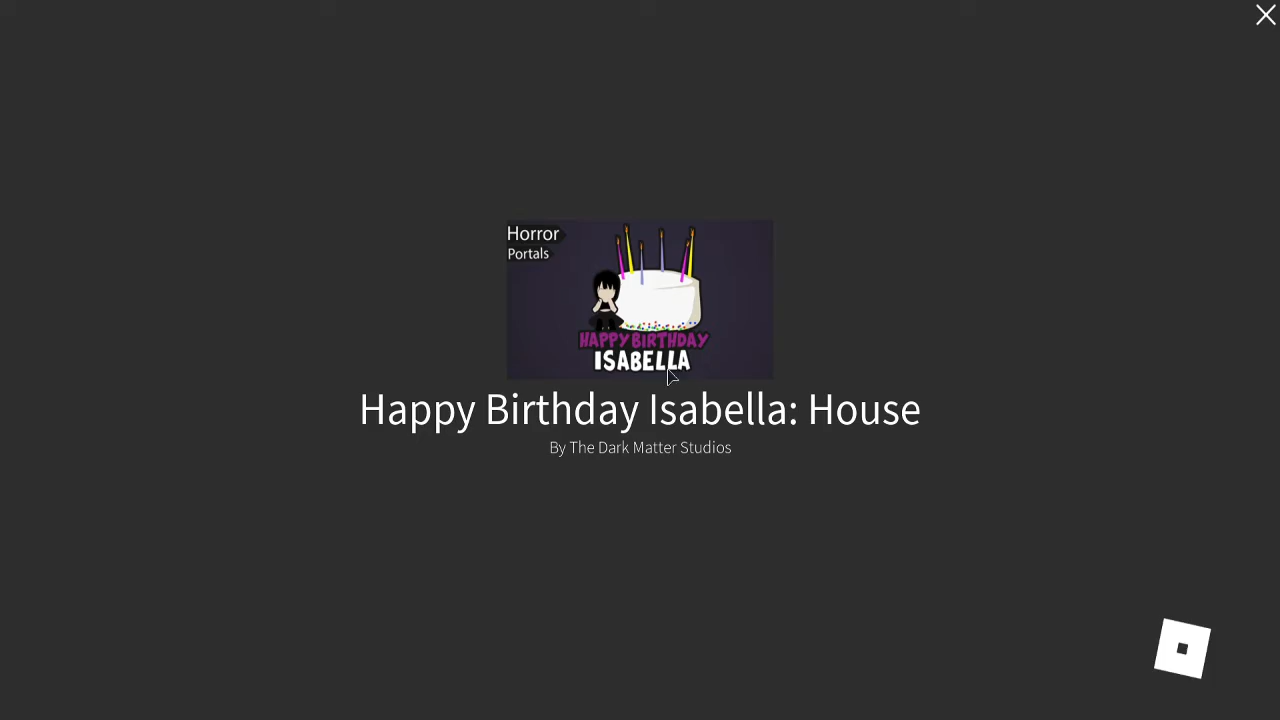 Horror
Portals
HAPPY BIRTHDAY
ISABELLA
Happy Birthday Isabella: House
By The Dark Matter Studios